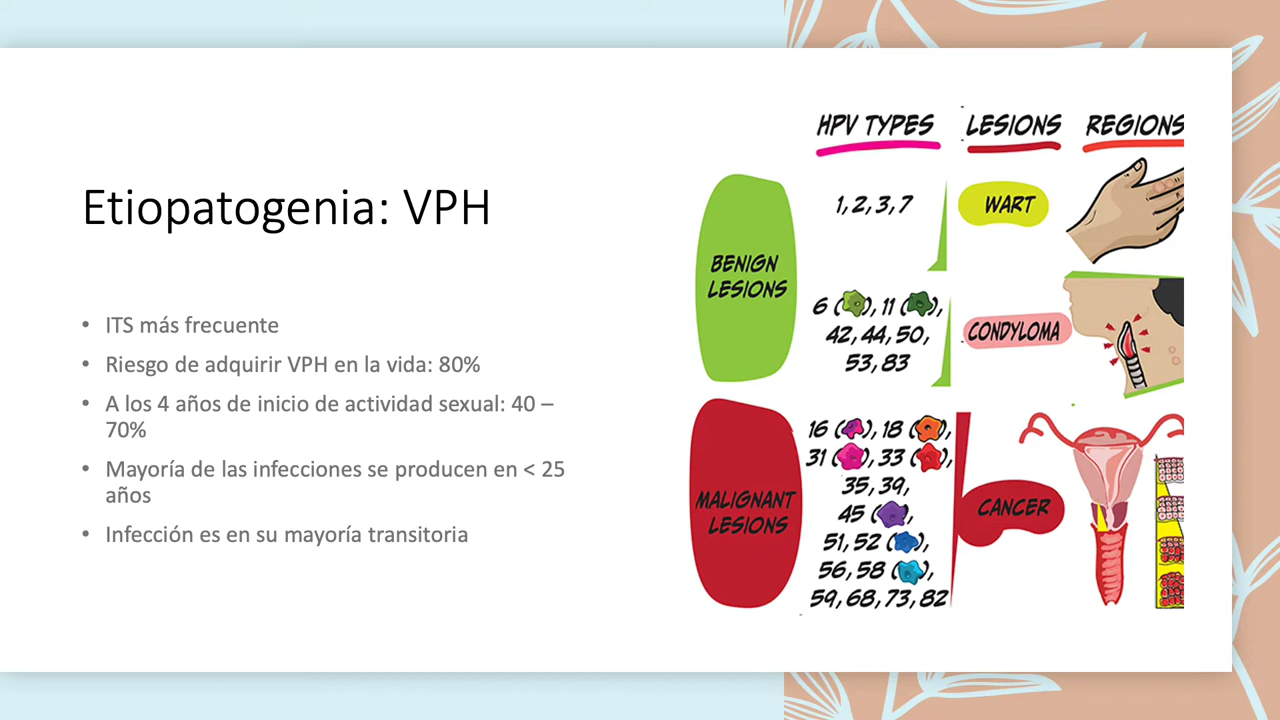 Etiopatogenia: VPH
• ITS más frecuente
• Riesgo de adquirir VPH en la vida: 80%
• A los 4 años de inicio de actividad sexual: 40 –
70%
• Mayoría de las infecciones se producen en < 25
años
• Infección es en su mayoría transitoria
HPV TYPES LESIONS REGIONS
BENIGN
LESIONS
1, 2, 3, 7
WART
6 ( ), 11 ( ),
42, 44, 50,
53, 83
CONDYLOMA
MALIGNANT
LESIONS
16 ( ), 18 ( ),
31 ( ), 33 ( ),
35, 39,
45 ( ),
51, 52 ( ),
56, 58 ( ),
59, 68, 73, 82
CANCER